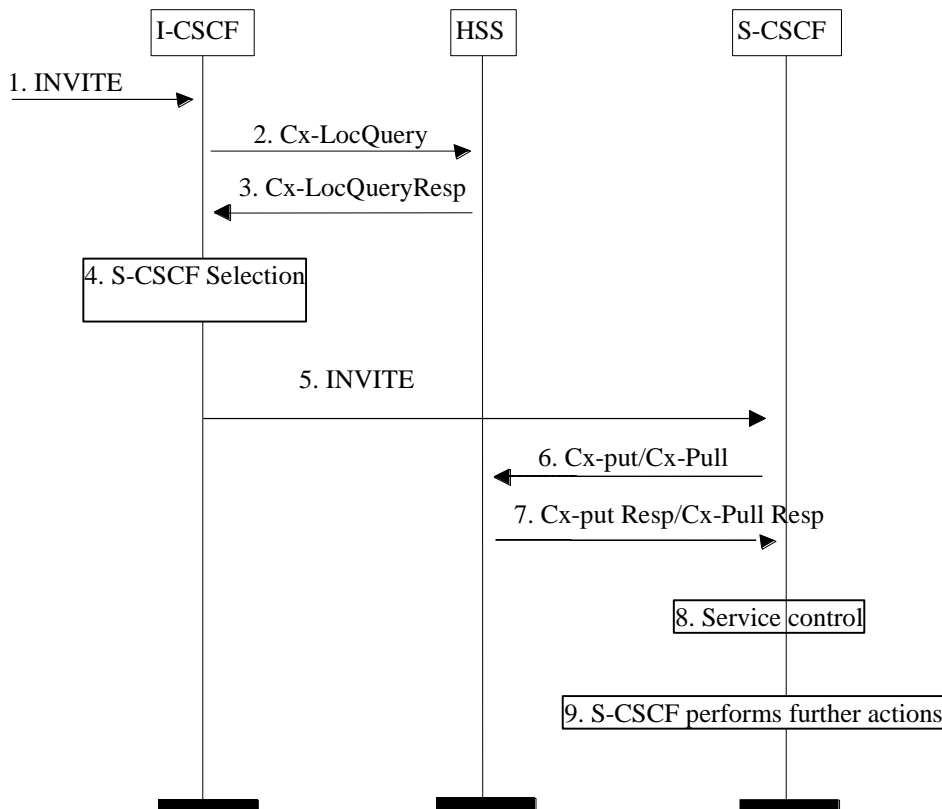 I-CSCF
HSS
S-CSCF
1. INVITE
2. Cx-LocQuery
3. Cx-LocQueryResp
4. S-CSCF Selection
5. INVITE
6. Cx-put/Cx-Pull
7. Cx-put Resp/Cx-Pull Resp
8. Service control
9. S-CSCF performs further actions